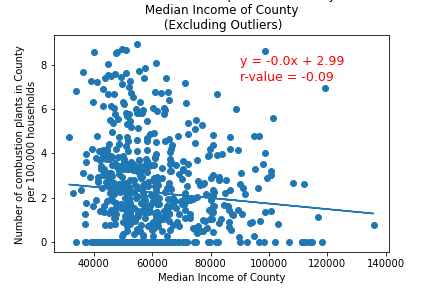 Median Income of County
(Excluding Outliers)
y = -0.0x + 2.99
r-value = -0.09
Number of combustion plants in County
per 100,000 households
8
6
4
2
0
40000 60000 80000 100000 120000 140000
Median Income of County